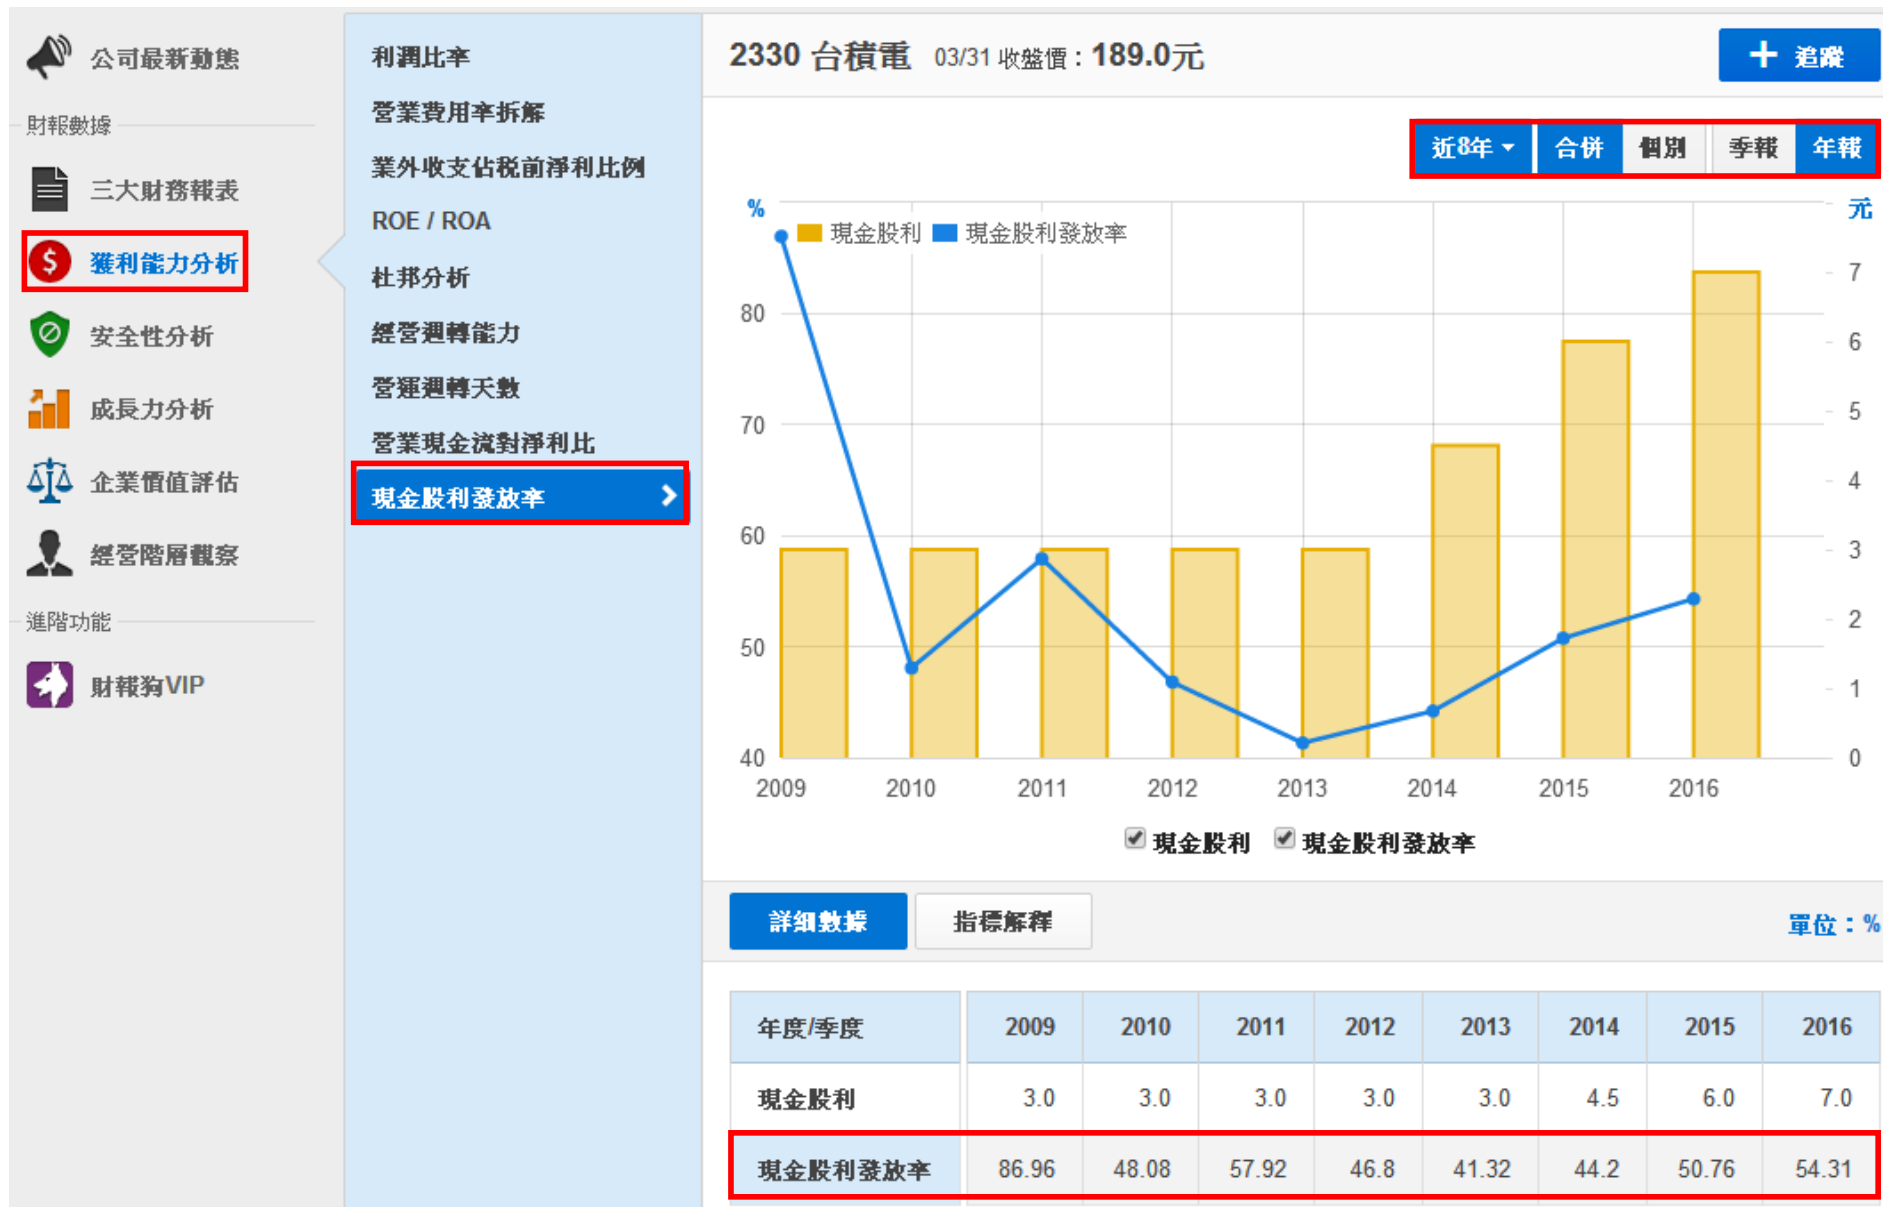 公司最新動態
財報數據
三大財務報表
獲利能力分析
安全性分析
成長力分析
企業價值評估
經營階層觀察
進階功能
財報狗VIP
利潤比率
營業費用率拆解
業外收支佔稅前淨利比例
ROE / ROA
杜邦分析
經營週轉能力
營運週轉天數
營業現金流對淨利比
現金股利發放率
2330 台積電 03/31 收盤價：189.0元
+ 追蹤
近8年 合併 個別 季報 年報
% 元
現金股利 現金股利發放率
80
70
60
50
40
7
6
5
4
3
2
1
0
2009 2010 2011 2012 2013 2014 2015 2016
現金股利 現金股利發放率
詳細數據 指標解釋 單位：%
年度/季度 2009 2010 2011 2012 2013 2014 2015 2016
現金股利 3.0 3.0 3.0 3.0 3.0 4.5 6.0 7.0
現金股利發放率 86.96 48.08 57.92 46.8 41.32 44.2 50.76 54.31